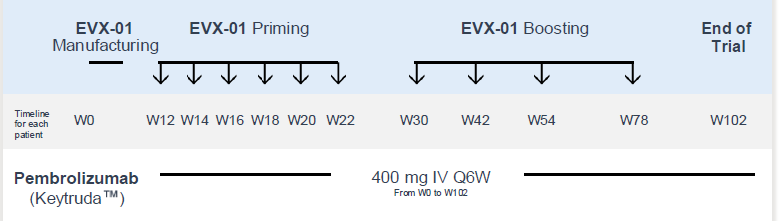 EVX-01 Manufacturing
EVX-01 Priming
EVX-01 Boosting
End of Trial
Timeline for each patient
W0 W12 W14 W16 W18 W20 W22 W30 W42 W54 W78 W102
Pembrolizumab (Keytruda™)
400 mg IV Q6W
From W0 to W102